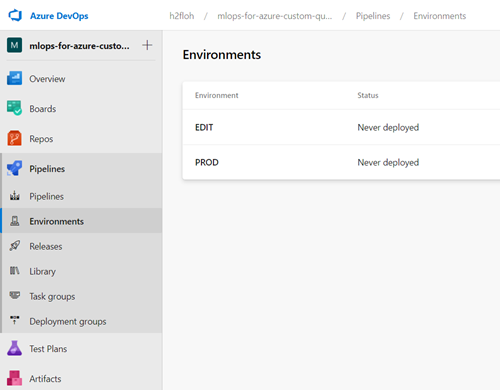 Azure DevOps h2floh / mlops-for-azure-custom-qu... / Pipelines / Environments
M mlops-for-azure-custo... +
Environments
Overview
Environment Status
Boards
EDIT Never deployed
Repos
PROD Never deployed
Pipelines
Pipelines
Environments
Releases
Library
Task groups
Deployment groups
Test Plans
Artifacts